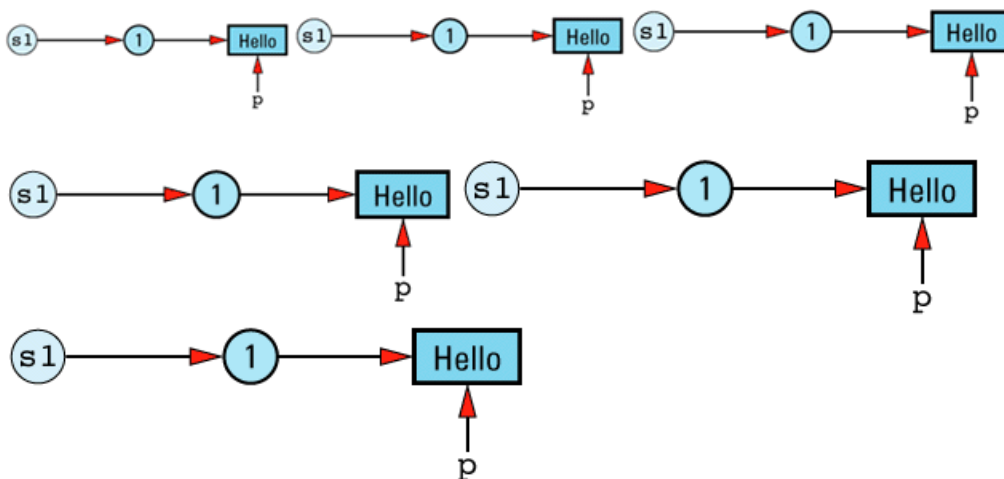 s1 1 Hello s1 1 Hello s1 1 Hello
p p p
s1 1 Hello s1 1 Hello
p p
s1 1 Hello
p